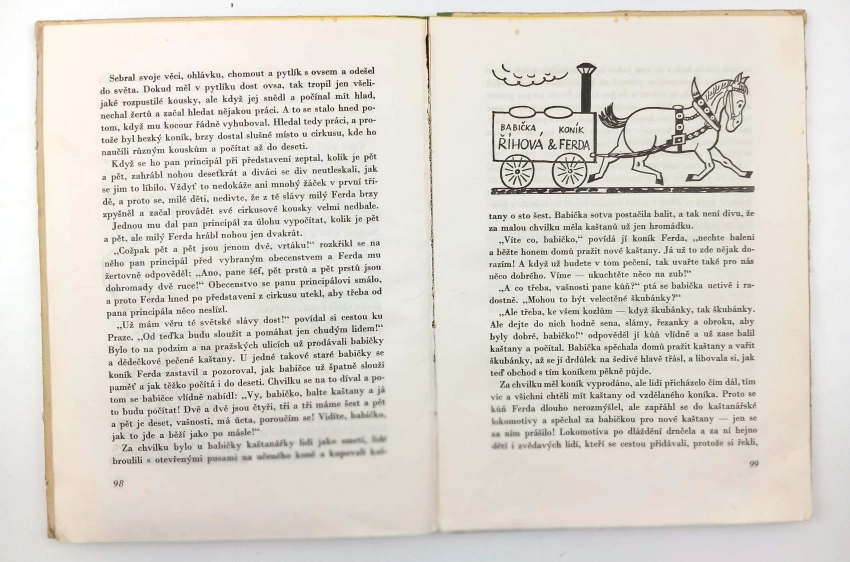 Sebral svoje věci, ohlávku, chomout a pytlík s ovsem a odešel
do světa. Dokud měl v pytlíku dost ovsa, tak tropil jen všeli-
jaké rozpustilé kousky, ale když jej snědl a počínal mít hlad,
nechal žertů a začal hledat nějakou práci. A to se stalo hned po-
tom, když mu kocour řádně vyhuboval. Hledal tedy práci, a proto-
že byl hezký koník, brzy dostal slušné místo u cirkusu, kde ho
naučili různým kouskům a počítat až do deseti.
Když se ho pan principál při představení zeptal, kolik je pět
a pět, zahrábl nohou desetkrát a diváci se div neutleskali, jak
se jim to líbilo. Vždyť to nedokáže ani mnohý žáček v první tří-
dě, a proto se, milé děti, nedivte, že z té slávy milý Ferda brzy
zpyšněl a začal provádět své cirkusové kousky velmi nedbale.
Jednou mu dal pan principál za úlohu vypočítat, kolik je pět
a pět, ale milý Ferda hrábl nohou jen dvakrát.
„Cožpak pět a pět jsou jenom dvě, vrtáku!“ rozkřikl se na
něho pan principál před vybraným obecenstvem a Ferda mu
žertovně odpověděl: „Ano, pane šéf, pět prstů a pět prstů jsou
dohromady dvě ruce!“ Obecenstvo se panu principálovi smálo,
a proto Ferda hned po představení z cirkusu utekl, aby třeba od
pana principála něco neslízl.
„Už mám věru té světské slávy dost!“ povídal si cestou ku
Praze. „Od teďka budu sloužit a pomáhat jen chudým lidem!“
Bylo to na podzim a na pražských ulicích už prodávali babičky
a dědečkové pečené kaštany. U jedné takové staré babičky se
koník Ferda zastavil a pozoroval, jak babičce už špatně slouží
paměť a jak těžko počítá i do deseti. Chvilku se na to díval a po-
tom se babičce vlídně nabídl: „Vy, babičko, balte kaštany a já
to budu počítat! Dvě a dvě jsou čtyři, tři a tři máme šest a pět
a pět je deset, vašnosti, má úcta, poroučím se! Vidíte, babičko,
jak to jde a běží jako po másle!“
Za chvilku bylo u babičky kaštanářky lidí jako smetí, lidé
broulili s otevřenými pusami na učeného koně a kupovali kaš-
98
BABIČKA KONÍK
ŘÍHOVÁ & FERDA
tany o sto šest. Babička sotva postačila balit, a tak není divu, že
za malou chvilku měla kaštanů už jen hromádku.
„Víte co, babičko,“ povídá jí koník Ferda, „nechte balení
a běžte honem domů pražit nové kaštany. Já už to zde nějak do-
razím! A když už budete v tom pečení, tak uvařte také pro nás
něco dobrého. Víme — ukuchtěte něco na zub!“
„A co třeba, vašnosti pane kůň?“ ptá se babička uctivě i ra-
dostně. „Mohou to být velectěné škubánky?“
„Ale třeba, ke všem kozlům — když škubánky, tak škubánky.
Ale dejte do nich hodně sena, slámy, řezanky a obroku, aby
byly dobré, babičko!“ odpověděl jí kůň vlídně a už zase balil
kaštany a počítal. Babička spěchala domů pražit kaštany a vařit
škubánky, až se jí drdůlek na šedivé hlavě třásl, a libovala si, jak
teď obchod s tím koníkem pěkně půjde.
Za chvilku měl koník vyprodáno, ale lidí přicházelo čím dál, tím
víc a všichni chtěli mít kaštany od vzdělaného koníka. Proto se
kůň Ferda dlouho nerozmýšlel, ale zapřáhl se do kaštanářské
lokomotivy a spěchal za babičkou pro nové kaštany — jen se
za ním prášilo! Lokomotiva po dláždění drnčela a za ní hejno
dětí i zvědavých lidí, kteří se cestou přidávali, protože si řekli,
99